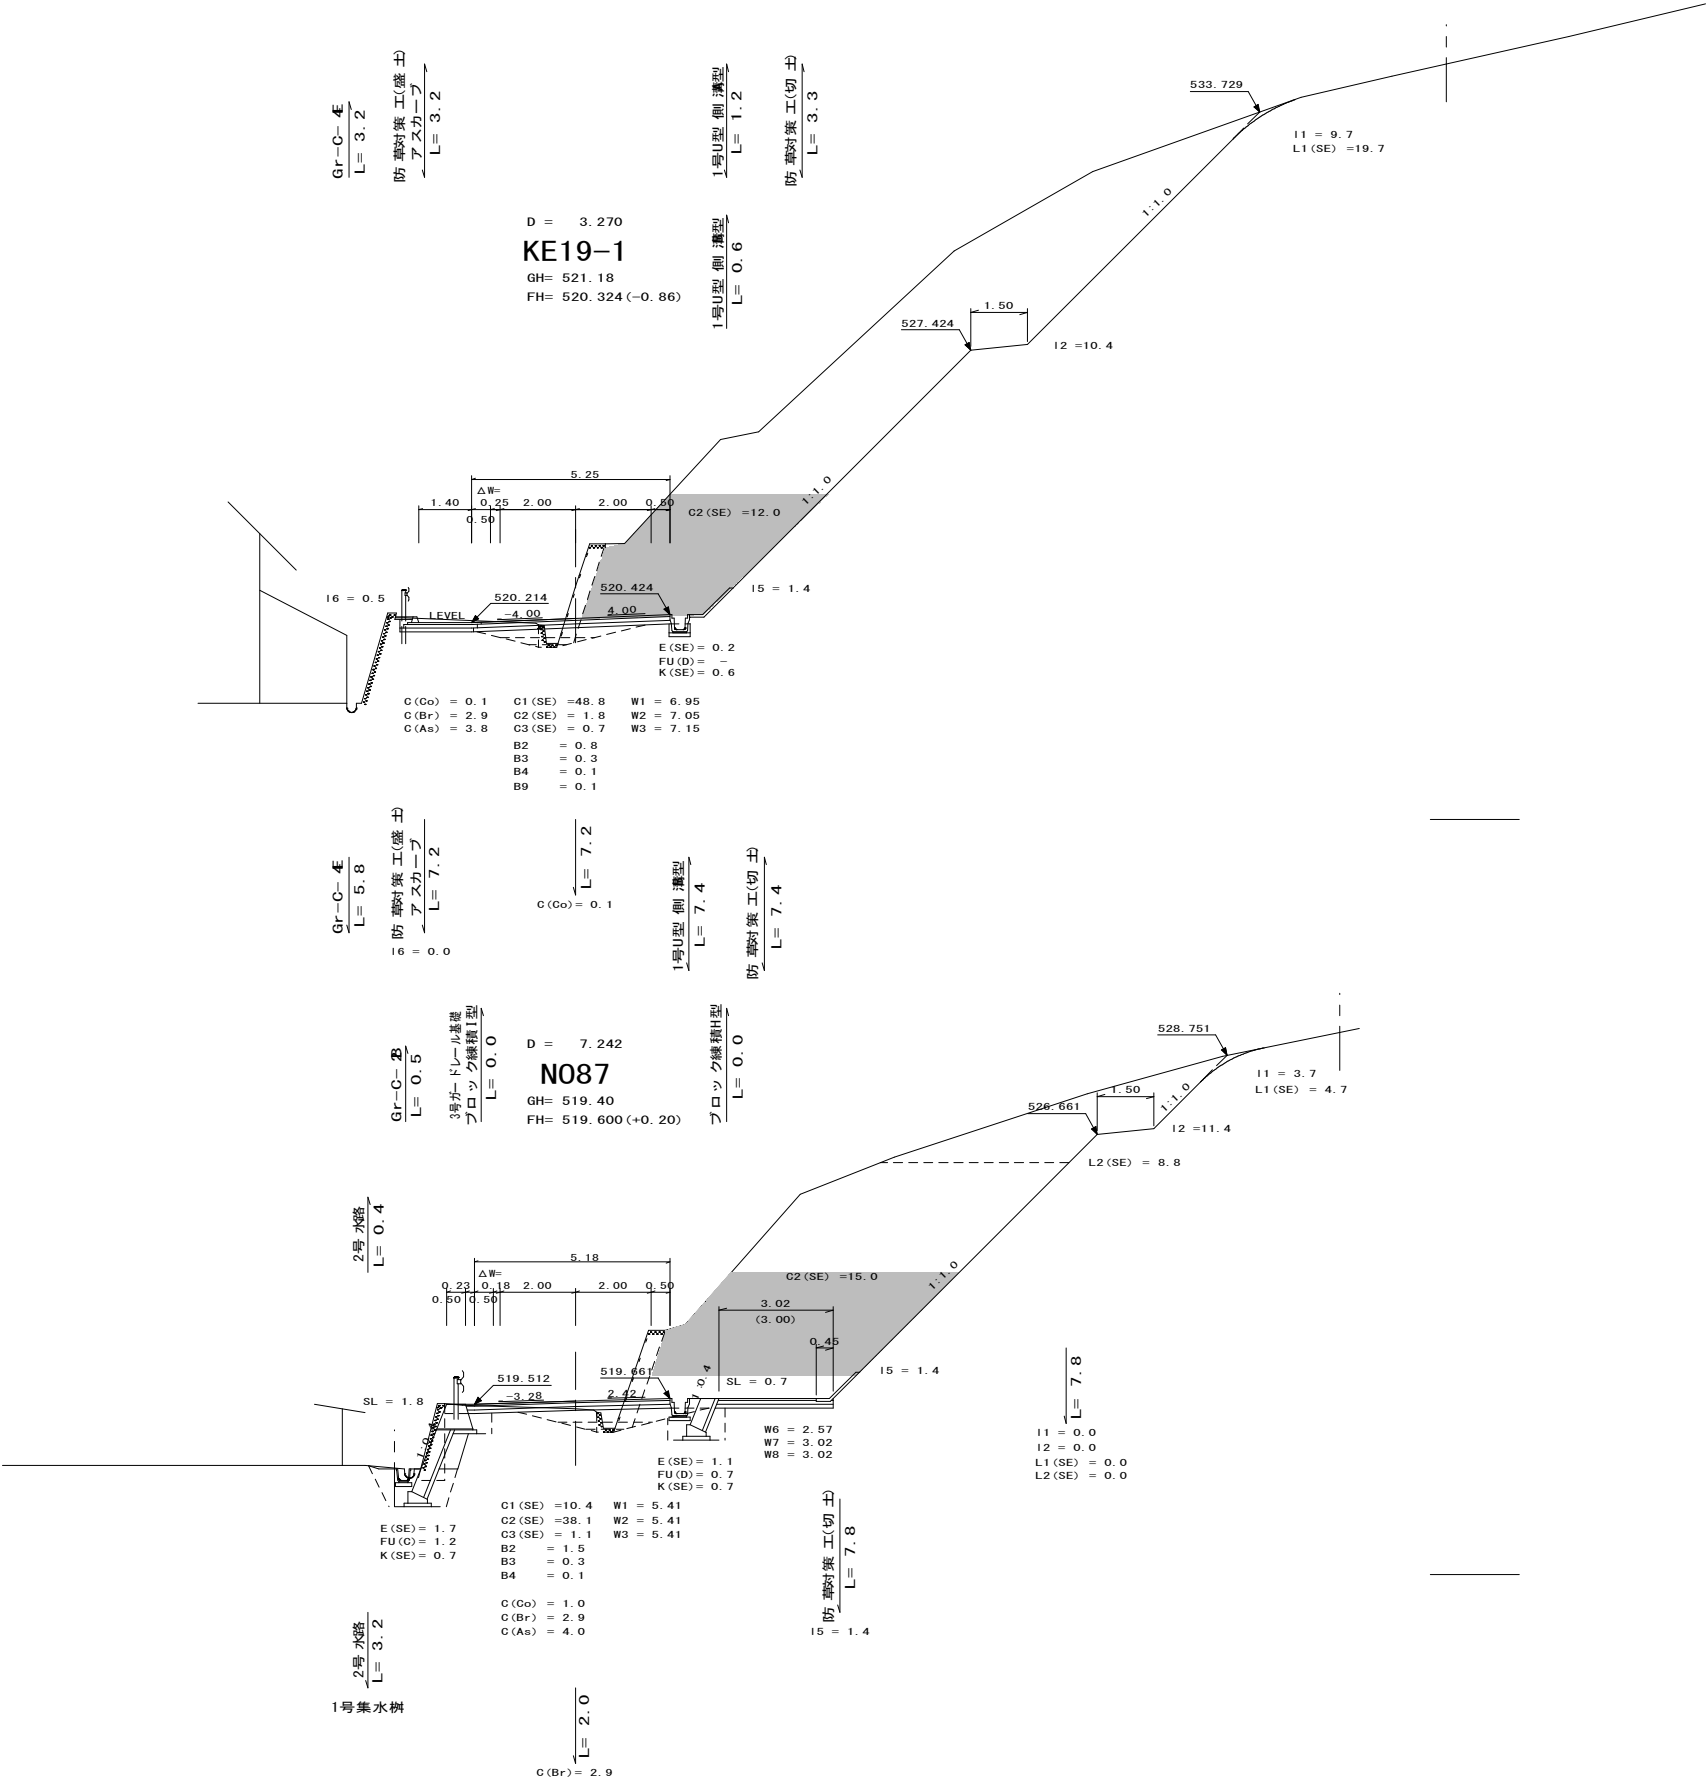 Gr-C-4E
L= 3.2
防草対策工(盛土)
アスカーブ
L= 3.2
1号U型側溝型
L= 1.2
防草対策工(切土)
L= 3.3
533.729
l1 = 9.7
L1(SE) =19.7
1:1.0
D = 3.270
KE19-1
GH= 521.18
FH= 520.324(-0.86)
1号U型側溝型
L= 0.6
1.50
527.424
l2 =10.4
1:1.0
5.25
△W=
1.40 0.25 2.00 2.00 0.50
0.50
C2(SE) =12.0
l6 = 0.5
LEVEL
520.214
-4.00
520.424
4.00
l5 = 1.4
E(SE)= 0.2
FU(D)= -
K(SE)= 0.6
C(Co) = 0.1 C1(SE) =48.8 W1 = 6.95
C(Br) = 2.9 C2(SE) = 1.8 W2 = 7.05
C(As) = 3.8 C3(SE) = 0.7 W3 = 7.15
B2 = 0.8
B3 = 0.3
B4 = 0.1
B9 = 0.1
Gr-C-4E
L= 5.8
防草対策工(盛土)
アスカーブ
L= 7.2
l6 = 0.0
L= 7.2
C(Co)= 0.1
1号U型側溝型
L= 7.4
防草対策工(切土)
L= 7.4
Gr-C-2B
L= 0.5
3号ガードレール基礎
ブロック練積I型
L= 0.0
D = 7.242
NO87
GH= 519.40
FH= 519.600(+0.20)
ブロック練積H型
L= 0.0
528.751
l1 = 3.7
L1(SE) = 4.7
1.50
1:1.0
526.661
l2 =11.4
L2(SE) = 8.8
2号水路
L= 0.4
5.18
△W=
0.23 0.18 2.00 2.00 0.50
0.50 0.50
C2(SE) =15.0
1:1.0
3.02
(3.00)
0.45
519.512
519.661
SL = 1.8
-3.28
2.42
1:0.4
SL = 0.7
l5 = 1.4
W6 = 2.57
W7 = 3.02
W8 = 3.02
E(SE)= 1.1
FU(D)= 0.7
K(SE)= 0.7
L= 7.8
l1 = 0.0
l2 = 0.0
L1(SE) = 0.0
L2(SE) = 0.0
E(SE)= 1.7
FU(C)= 1.2
K(SE)= 0.7
C1(SE) =10.4 W1 = 5.41
C2(SE) =38.1 W2 = 5.41
C3(SE) = 1.1 W3 = 5.41
B2 = 1.5
B3 = 0.3
B4 = 0.1
C(Co) = 1.0
C(Br) = 2.9
C(As) = 4.0
防草対策工(切土)
L= 7.8
l5 = 1.4
2号水路
L= 3.2
1号集水桝
L= 2.0
C(Br)= 2.9